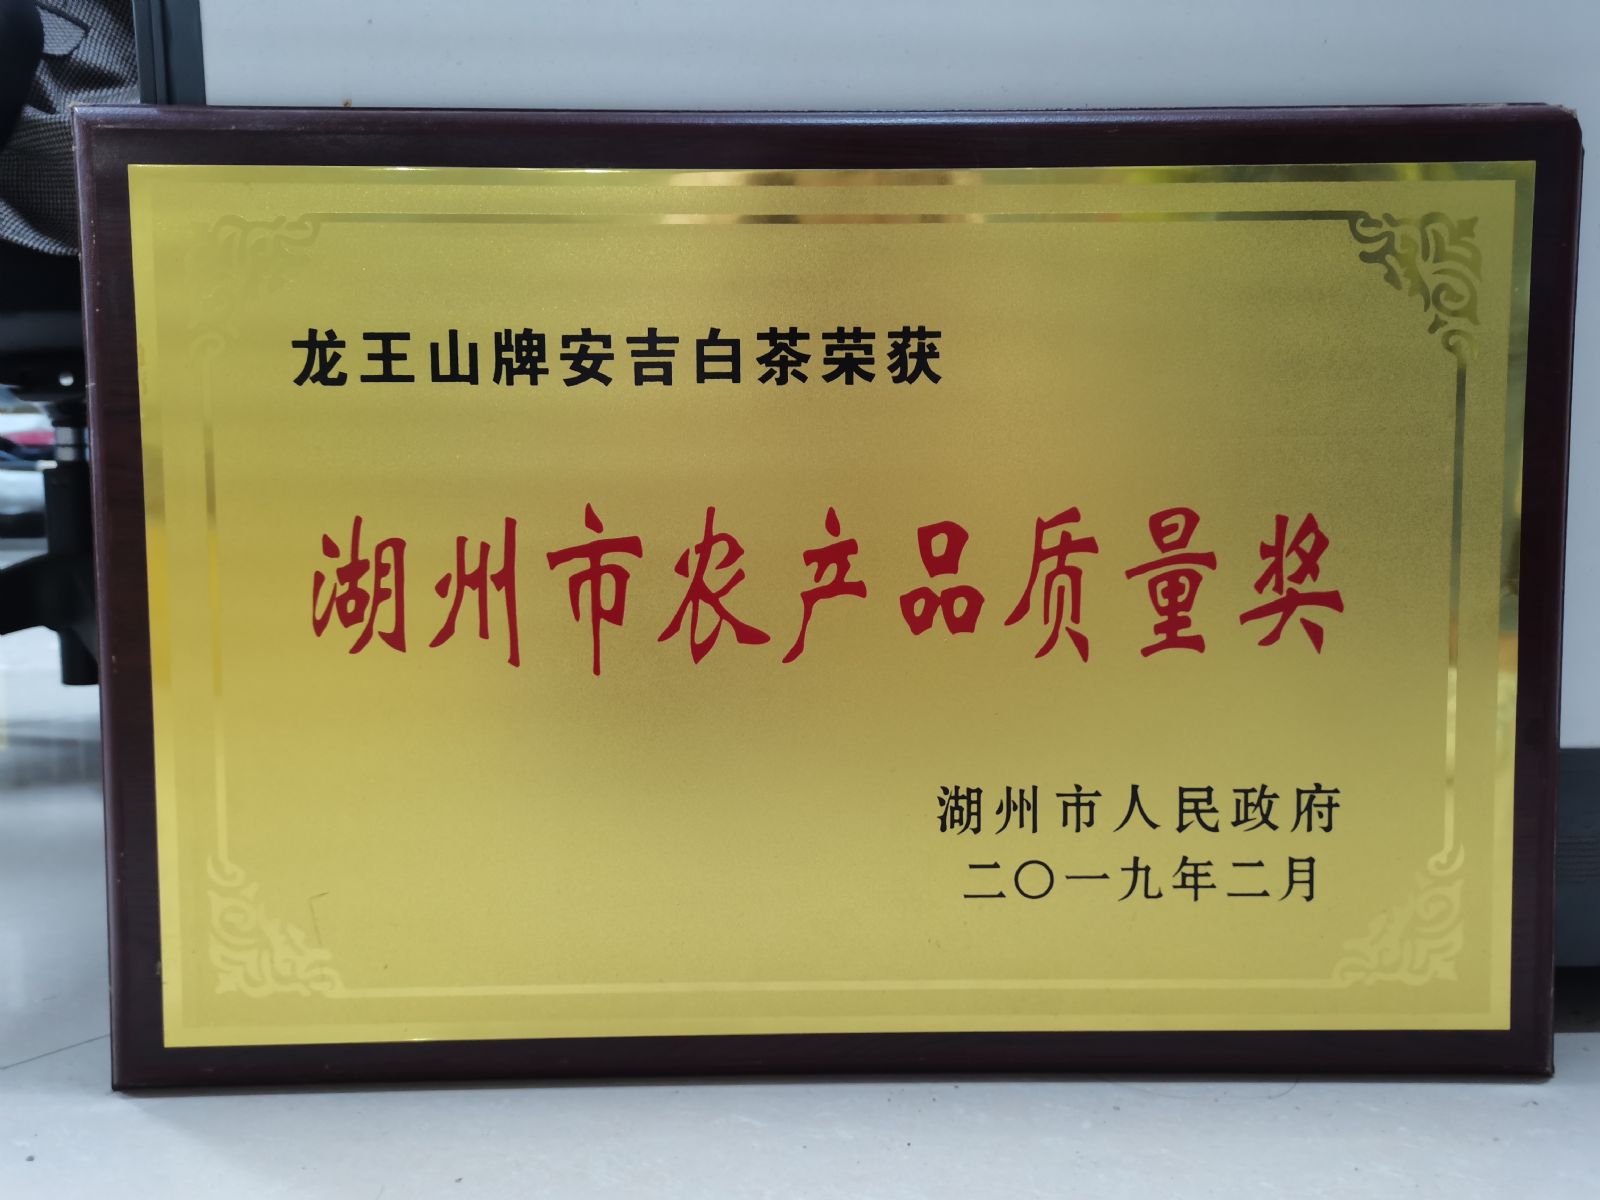 龙王山牌安吉白茶荣获
湖州市农产品质量奖
湖州市人民政府
二〇一九年二月